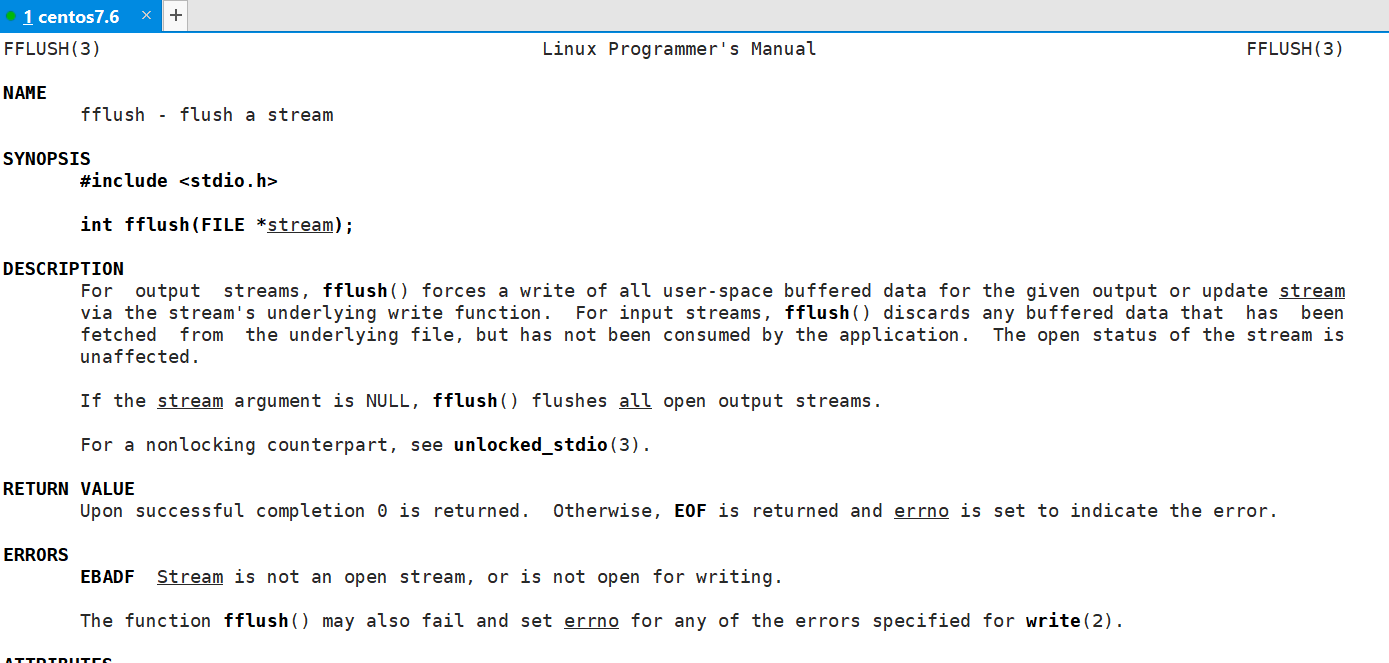 1 centos7.6 × +
FFLUSH(3) Linux Programmer's Manual FFLUSH(3)
NAME
fflush - flush a stream
SYNOPSIS
#include <stdio.h>
int fflush(FILE *stream);
DESCRIPTION
For output streams, fflush() forces a write of all user-space buffered data for the given output or update stream
via the stream's underlying write function. For input streams, fflush() discards any buffered data that has been
fetched from the underlying file, but has not been consumed by the application. The open status of the stream is
unaffected.
If the stream argument is NULL, fflush() flushes all open output streams.
For a nonlocking counterpart, see unlocked_stdio(3).
RETURN VALUE
Upon successful completion 0 is returned. Otherwise, EOF is returned and errno is set to indicate the error.
ERRORS
EBADF Stream is not an open stream, or is not open for writing.
The function fflush() may also fail and set errno for any of the errors specified for write(2).
ATTRIBUTES